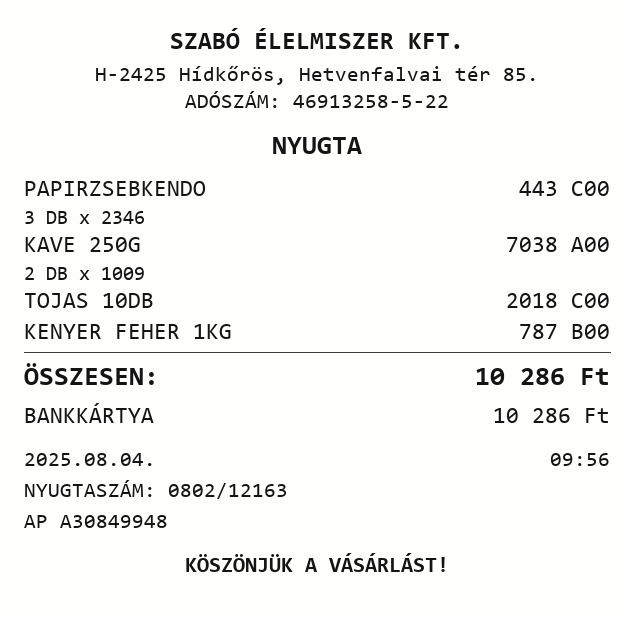 SZABÓ ÉLELMISZER KFT.
H-2425 Hídkőrös, Hetvenfalvai tér 85.
ADÓSZÁM: 46913258-5-22
NYUGTA
PAPIRZSEBKENDO 443 C00
3 DB x 2346
KAVE 250G 7038 A00
2 DB x 1009
TOJAS 10DB 2018 C00
KENYER FEHER 1KG 787 B00
ÖSSZESEN: 10 286 Ft
BANKKÁRTYA 10 286 Ft
2025.08.04. 09:56
NYUGTASZÁM: 0802/12163
AP A30849948
KÖSZÖNJÜK A VÁSÁRLÁST!